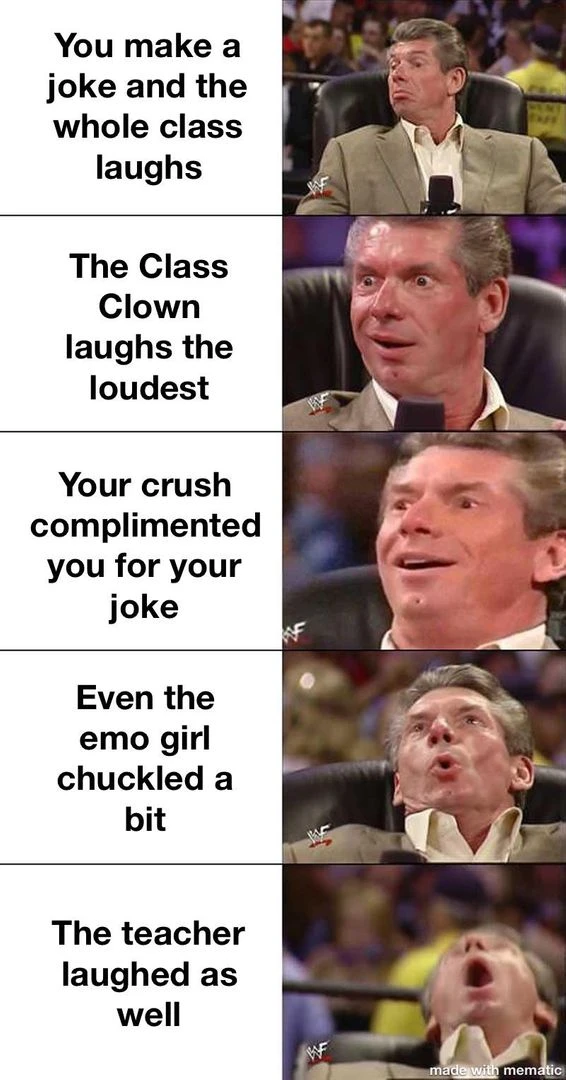 You make a
joke and the
whole class
laughs
The Class
Clown
laughs the
loudest
Your crush
complimented
you for your
joke
Even the
emo girl
chuckled a
bit
The teacher
laughed as
well
made with mematic